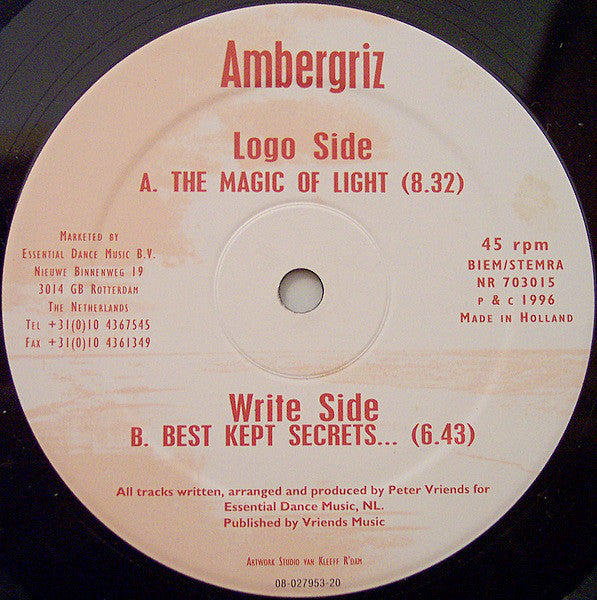 Ambergriz
Logo Side
A. THE MAGIC OF LIGHT (8.32)
Marketed by
Essential Dance Music B.V.
Nieuwe Binnenweg 19
3014 GB Rotterdam
The Netherlands
Tel +31(0)10 4367545
Fax +31(0)10 4361349
45 rpm
BIEM/STEMRA
NR 703015
P & C 1996
Made in Holland
Write Side
B. BEST KEPT SECRETS... (6.43)
All tracks written, arranged and produced by Peter Vriends for
Essential Dance Music, NL.
Published by Vriends Music
Artwork Studio van Kleeff R'dam
08-027953-20